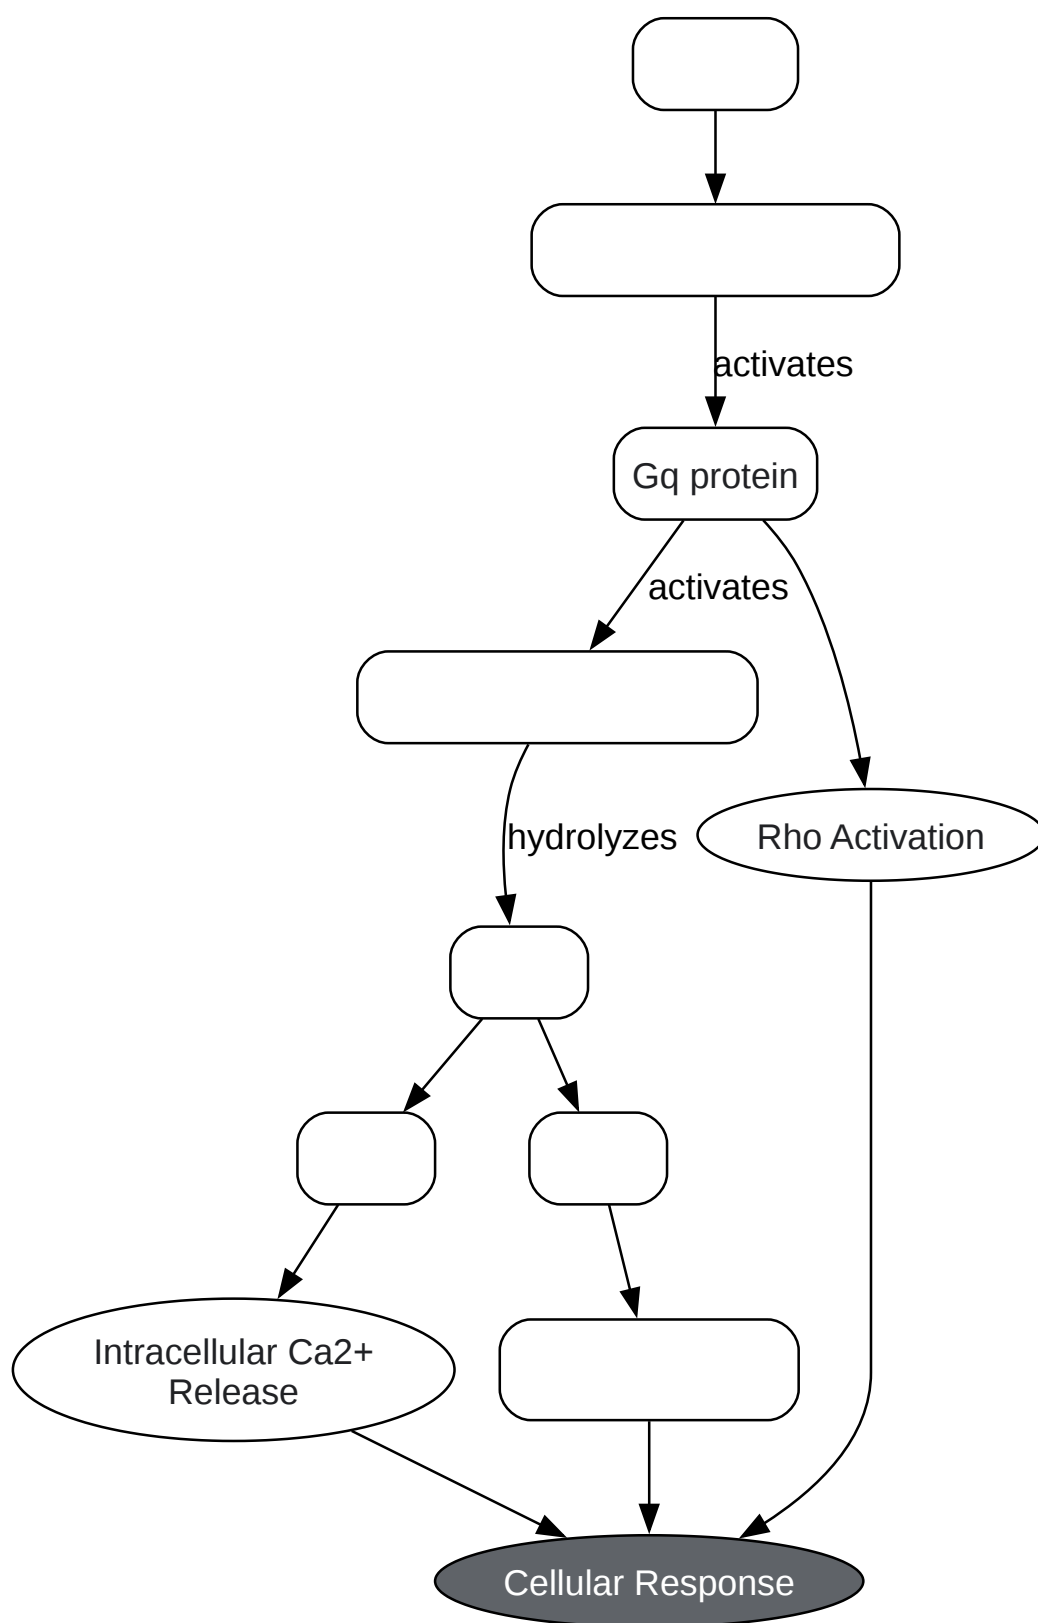 activates
Gq protein
activates
hydrolyzes
Rho Activation
Intracellular Ca2+
Release
Cellular Response